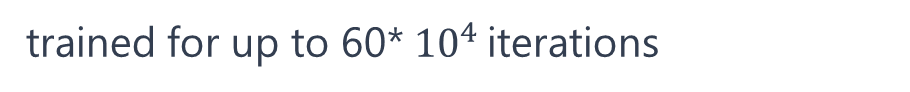 trained for up to 60* 10⁴ iterations